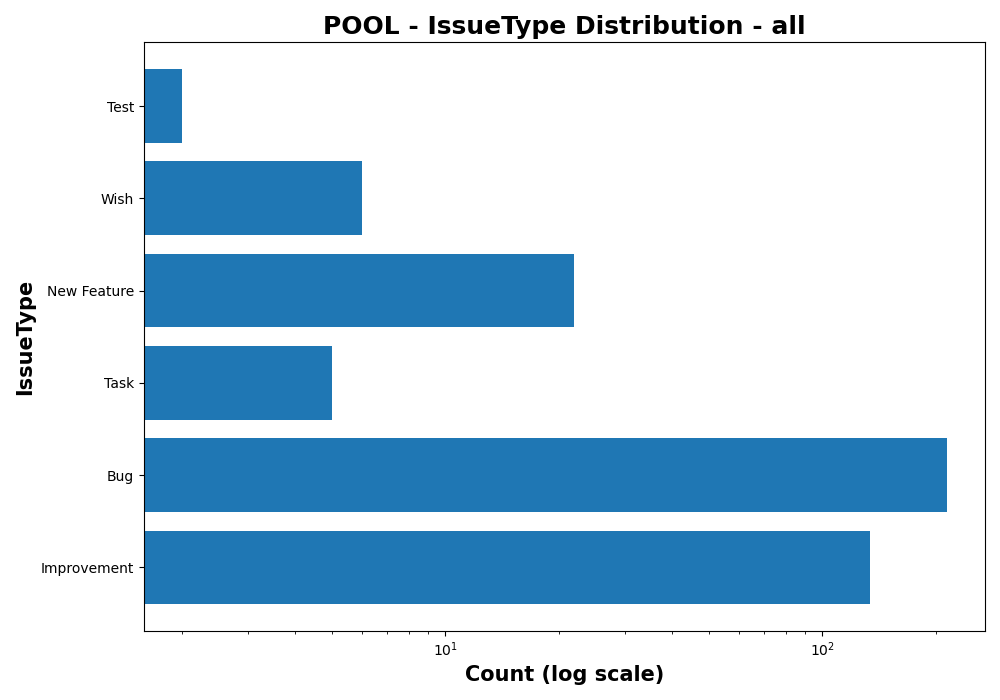 POOL - IssueType Distribution - all
IssueType
Test
Wish
New Feature
Task
Bug
Improvement
10¹
10²
Count (log scale)